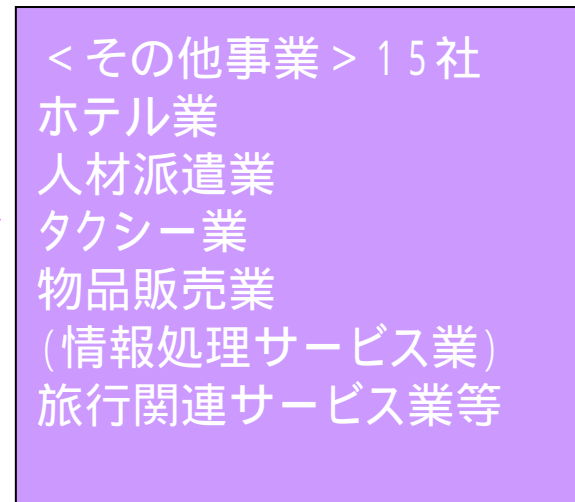 ＜その他事業＞１５社
ホテル業
人材派遣業
タクシー業
物品販売業
(情報処理サービス業)
旅行関連サービス業等